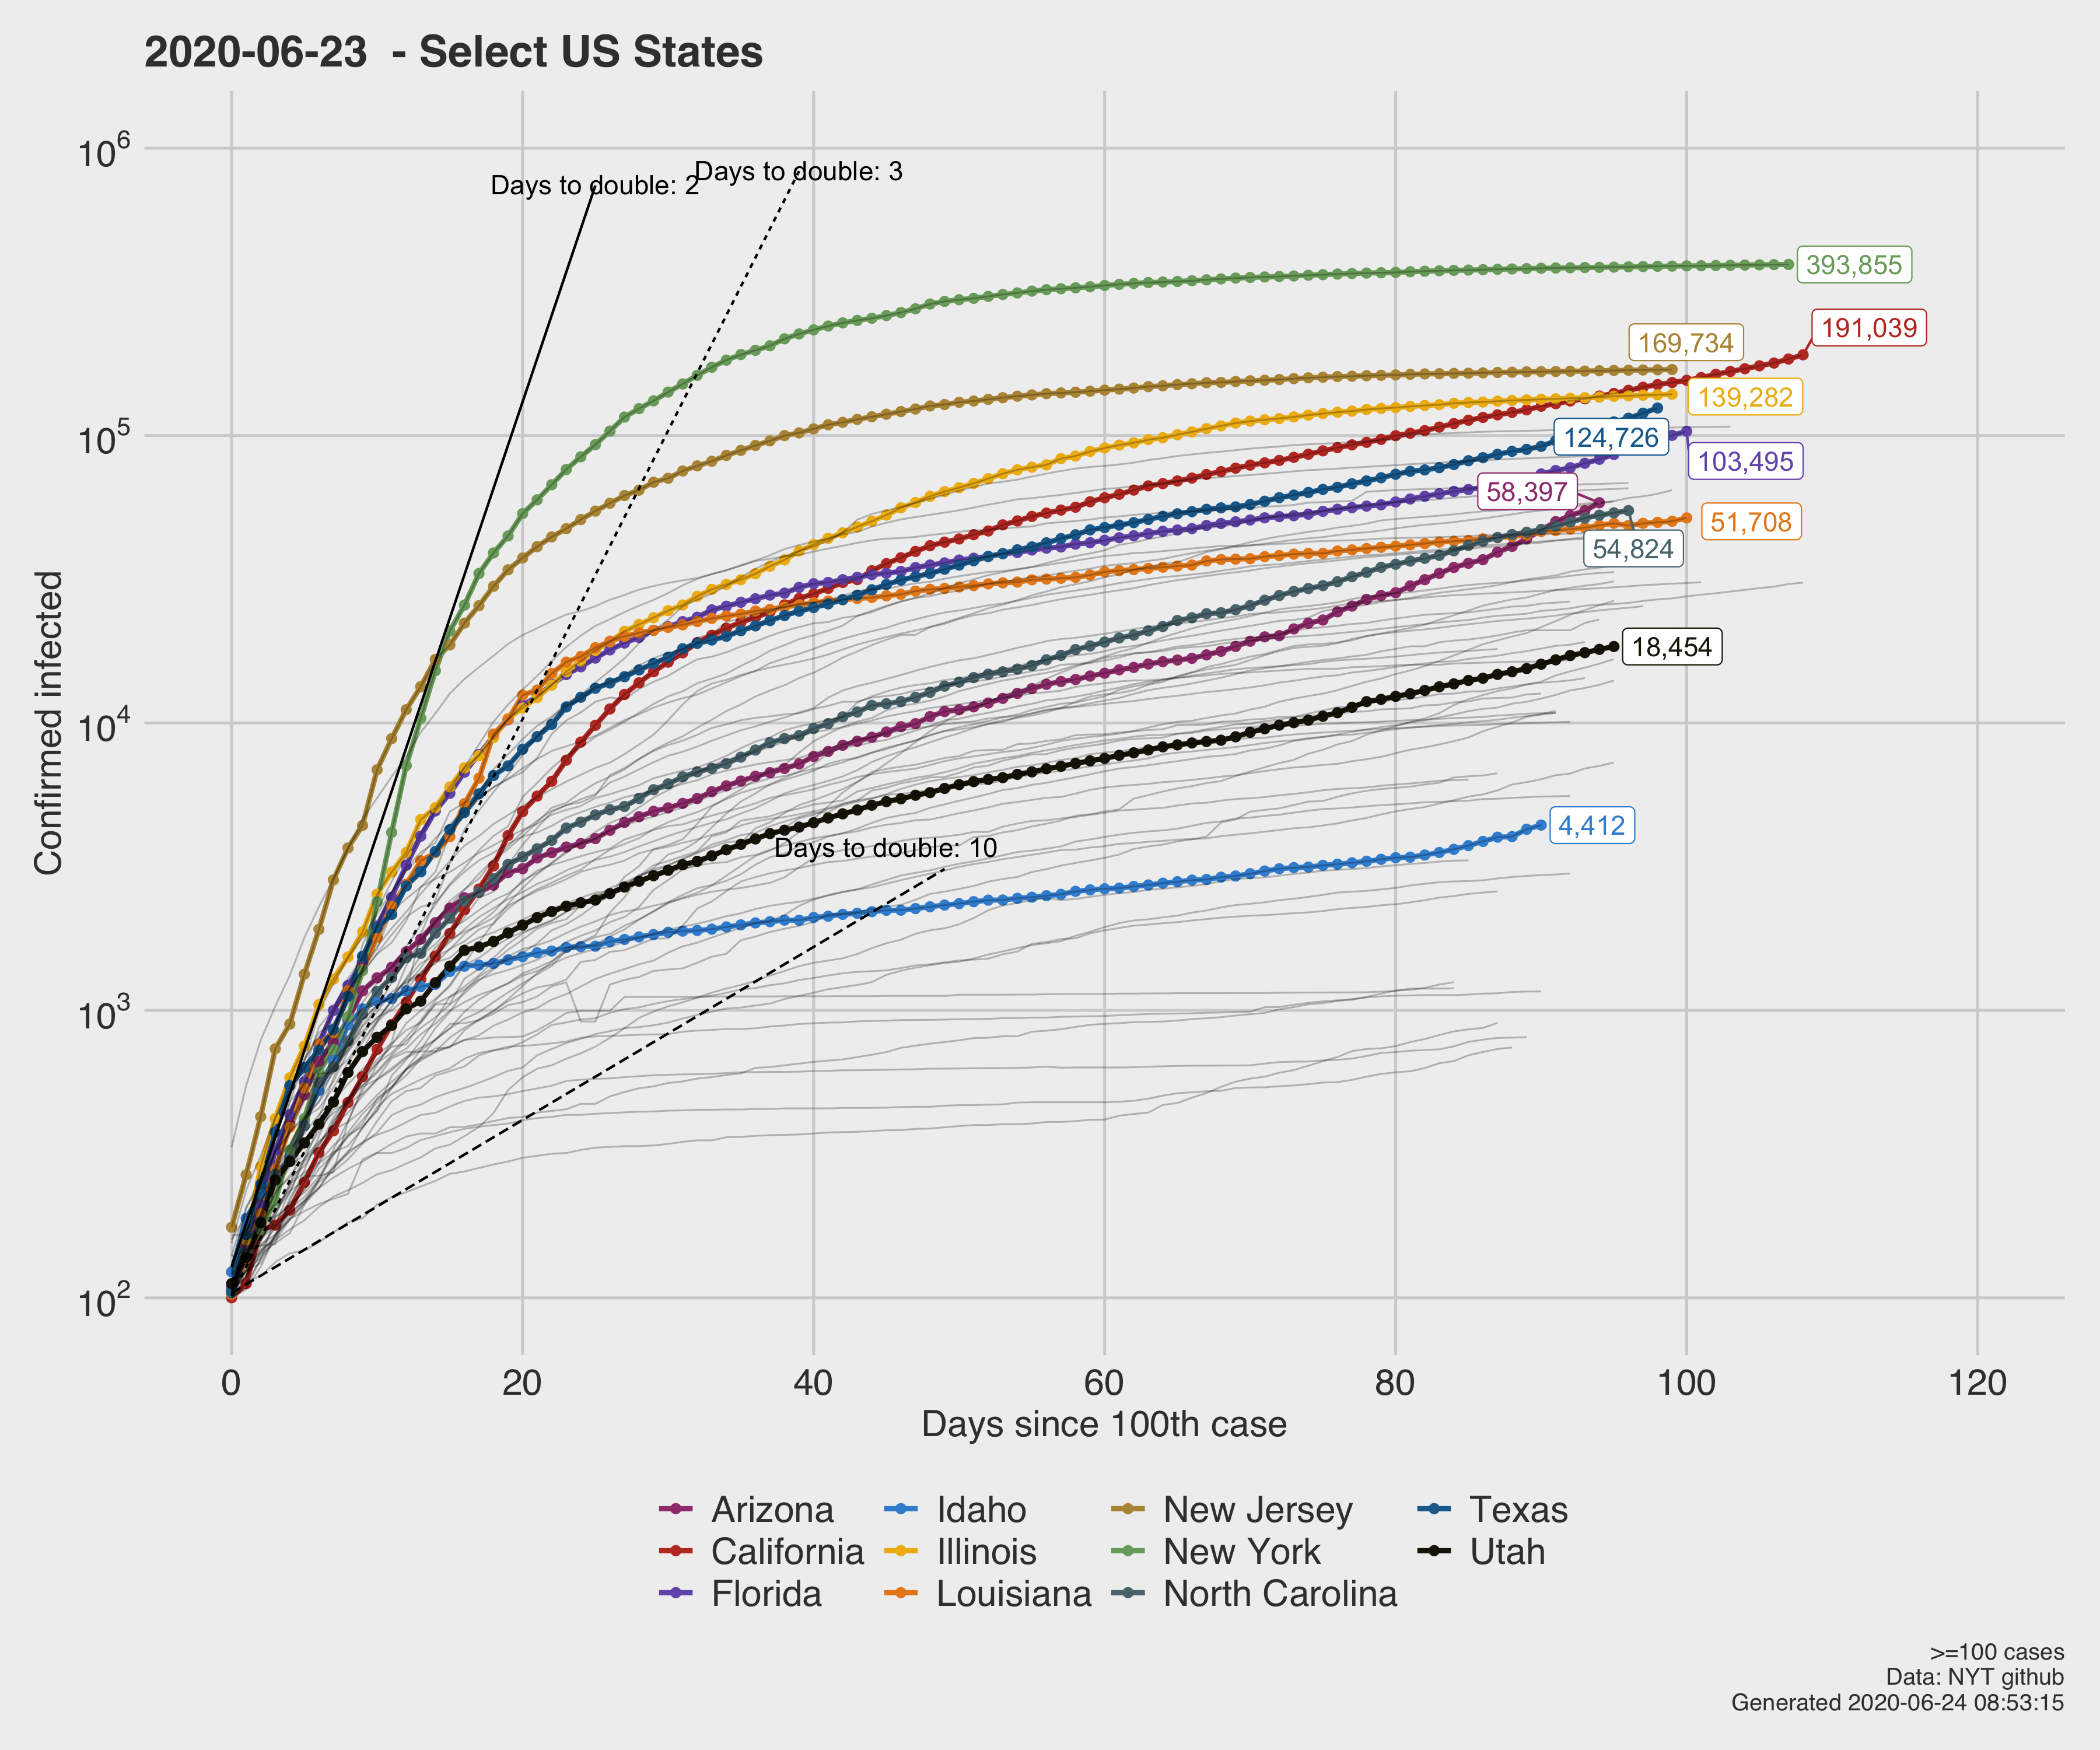 2020-06-23  - Select US States
Confirmed infected
10^6
10^5
10^4
10^3
10^2
Days to double: 2
Days to double: 3
Days to double: 10
393,855
191,039
169,734
139,282
124,726
103,495
58,397
51,708
54,824
18,454
4,412
0 20 40 60 80 100 120
Days since 100th case
Arizona Idaho New Jersey Texas
California Illinois New York Utah
Florida Louisiana North Carolina
>=100 cases
Data: NYT github
Generated 2020-06-24 08:53:15